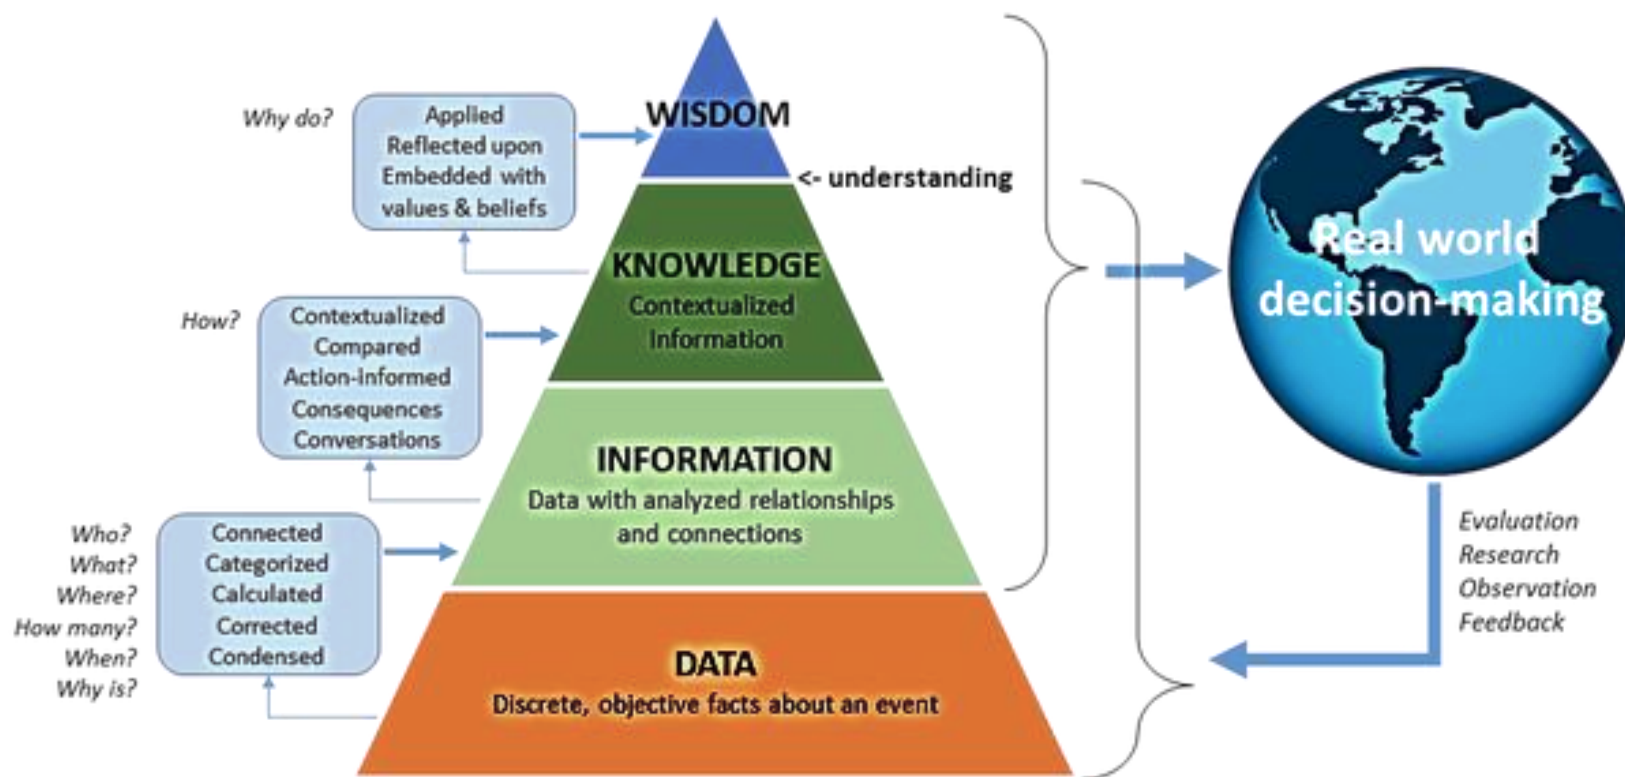 Why do?
Applied
Reflected upon
Embedded with
values & beliefs
WISDOM
<- understanding
KNOWLEDGE
Contextualized
Information
How?
Contextualized
Compared
Action-informed
Consequences
Conversations
INFORMATION
Data with analyzed relationships
and connections
Who?
What?
Where?
How many?
When?
Why is?
Connected
Categorized
Calculated
Corrected
Condensed
DATA
Discrete, objective facts about an event
Real world
decision-making
Evaluation
Research
Observation
Feedback